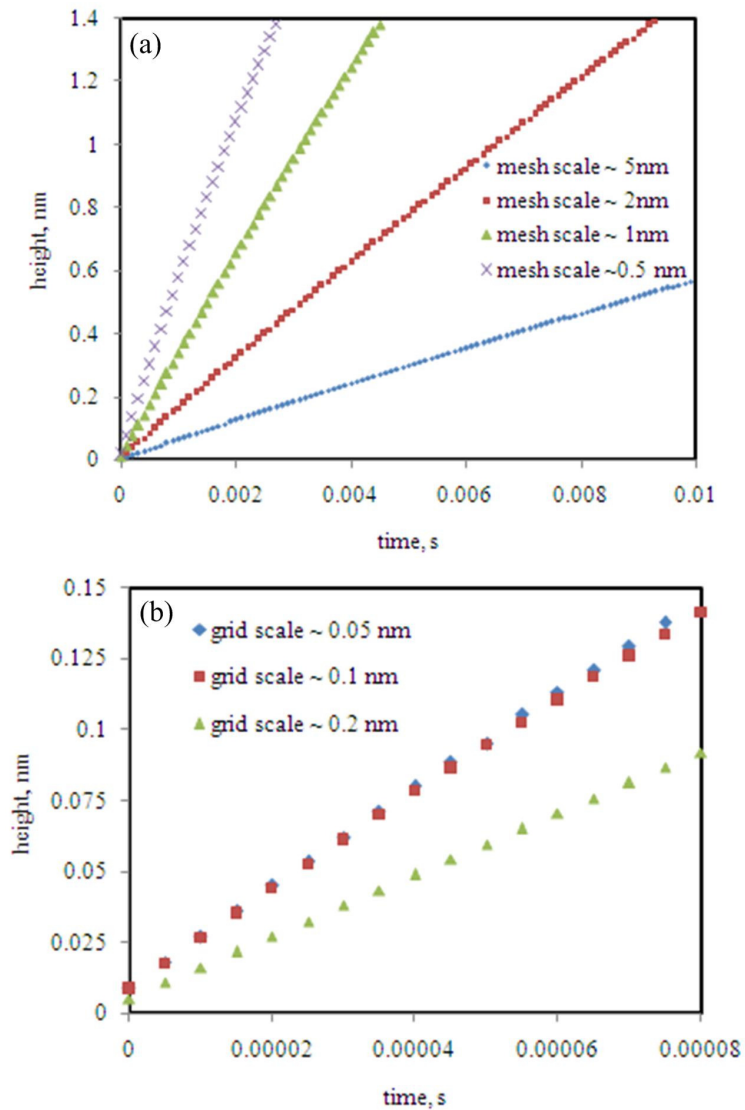 (a)
1.4
1.2
1
0.8
0.6
0.4
0.2
0
height, nm
mesh scale ~ 5nm
mesh scale ~ 2nm
mesh scale ~ 1nm
mesh scale ~0.5 nm
0 0.002 0.004 0.006 0.008 0.01
time, s
(b)
0.15
0.125
0.1
0.075
0.05
0.025
0
height, nm
grid scale ~ 0.05 nm
grid scale ~ 0.1 nm
grid scale ~ 0.2 nm
0 0.00002 0.00004 0.00006 0.00008
time, s